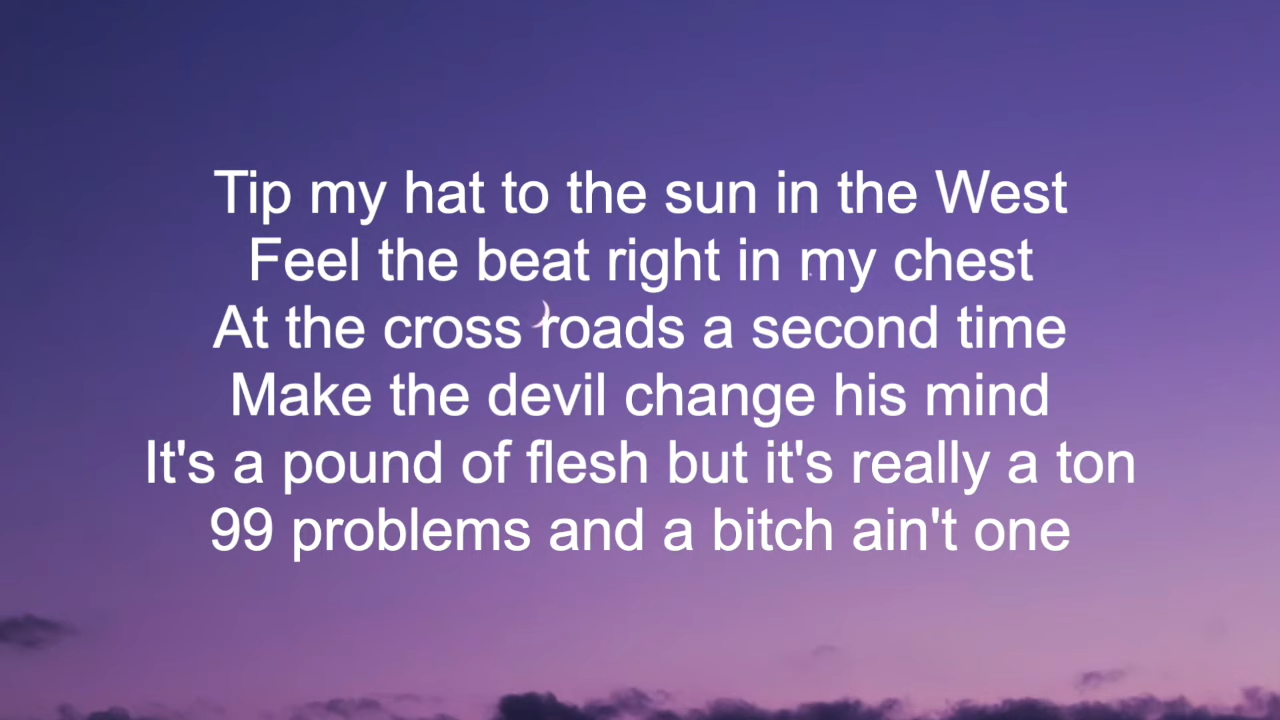 Tip my hat to the sun in the West
Feel the beat right in my chest
At the cross roads a second time
Make the devil change his mind
It's a pound of flesh but it's really a ton
99 problems and a bitch ain't one